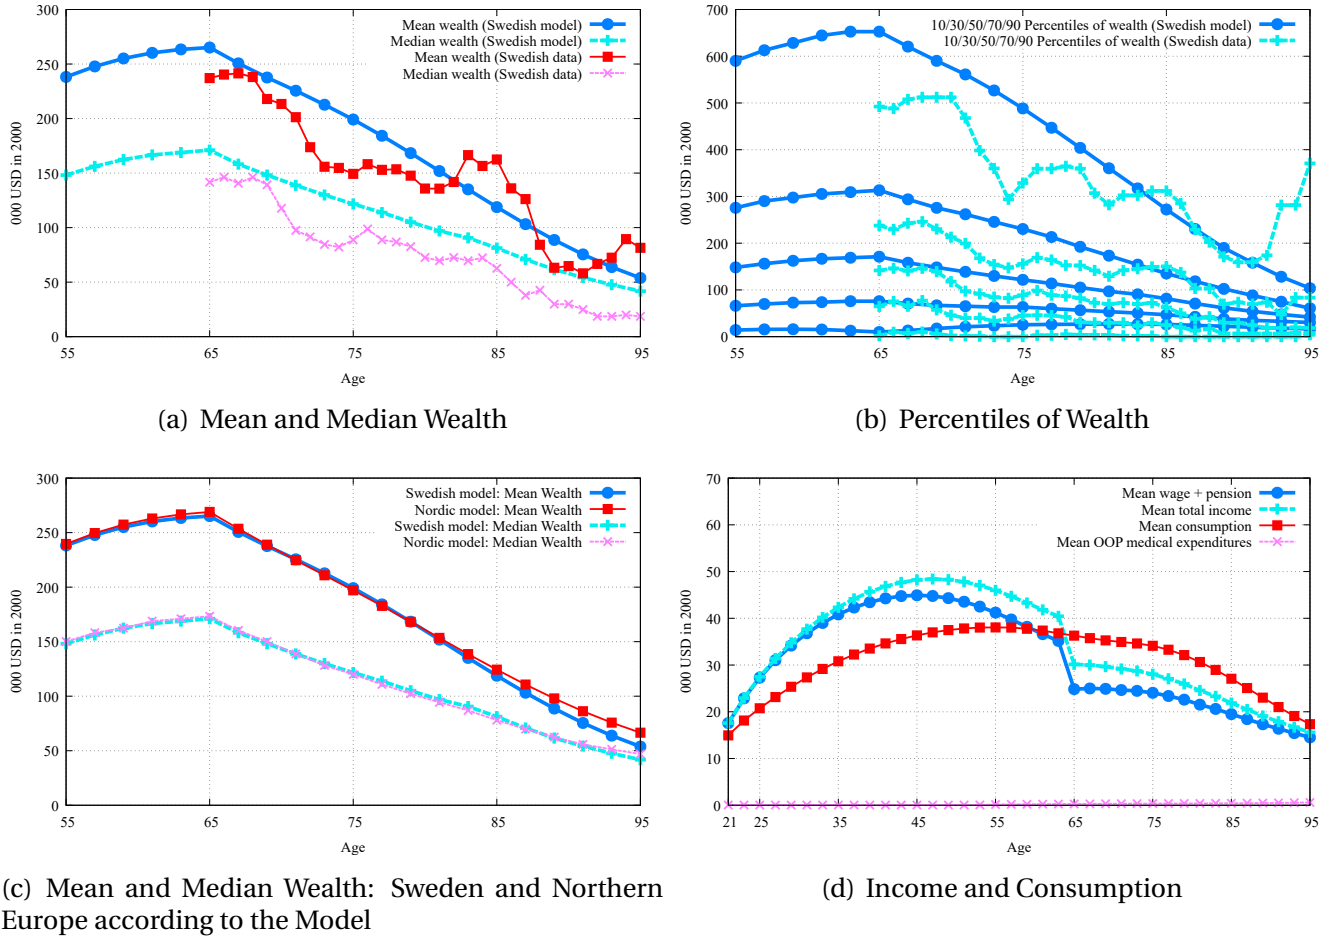 300
250
200
150
100
50
0
000 USD in 2000
Mean wealth (Swedish model)
Median wealth (Swedish model)
Mean wealth (Swedish data)
Median wealth (Swedish data)
55 65 75 85 95
Age
(a) Mean and Median Wealth
700
600
500
400
300
200
100
0
000 USD in 2000
10/30/50/70/90 Percentiles of wealth (Swedish model)
10/30/50/70/90 Percentiles of wealth (Swedish data)
55 65 75 85 95
Age
(b) Percentiles of Wealth
300
250
200
150
100
50
0
000 USD in 2000
Swedish model: Mean Wealth
Nordic model: Mean Wealth
Swedish model: Median Wealth
Nordic model: Median Wealth
55 65 75 85 95
Age
(c) Mean and Median Wealth: Sweden and Northern
Europe according to the Model
70
60
50
40
30
20
10
0
000 USD in 2000
Mean wage + pension
Mean total income
Mean consumption
Mean OOP medical expenditures
21 25 35 45 55 65 75 85 95
Age
(d) Income and Consumption